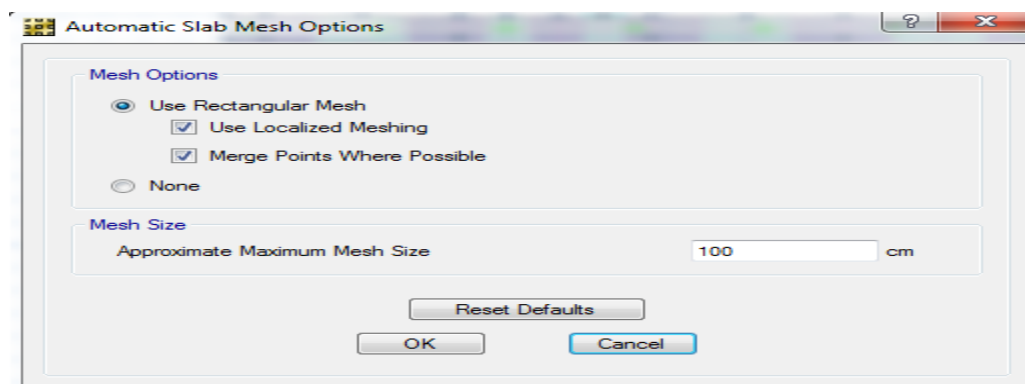 Automatic Slab Mesh Options
Mesh Options
Use Rectangular Mesh
Use Localized Meshing
Merge Points Where Possible
None
Mesh Size
Approximate Maximum Mesh Size 100 cm
Reset Defaults
OK Cancel